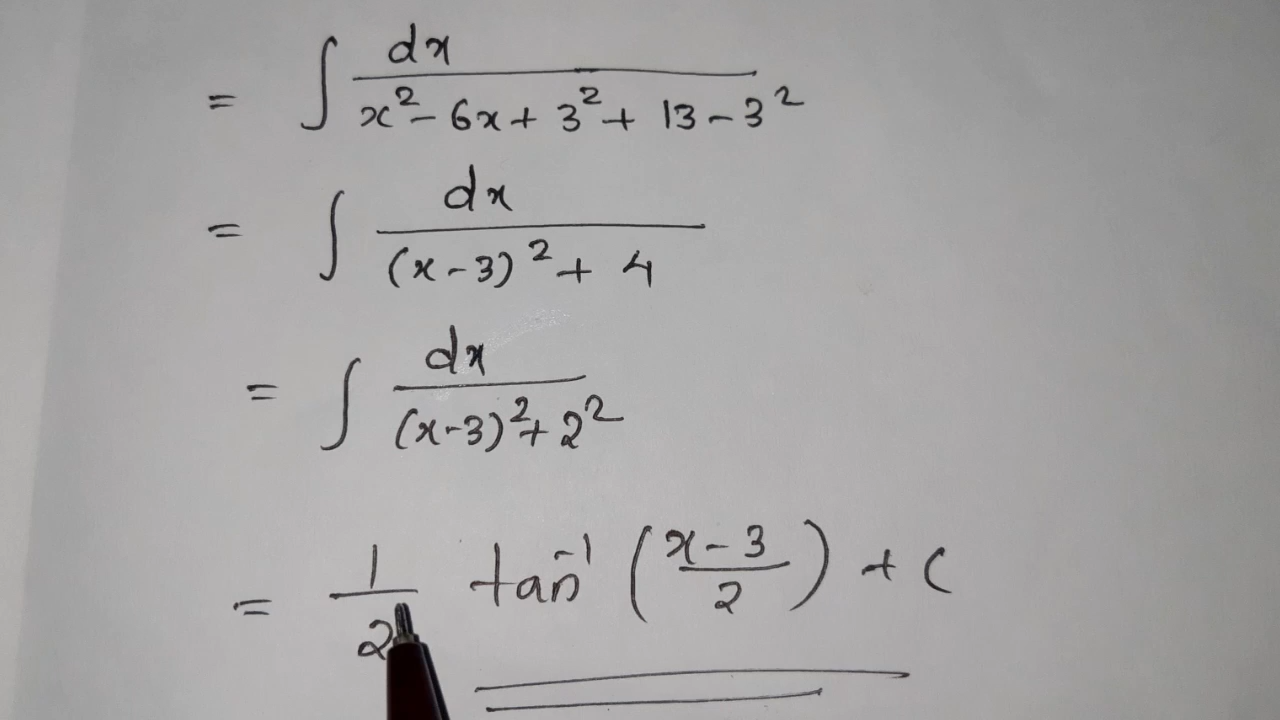 = ∫ dx / (x² - 6x + 3² + 13 - 3²)
= ∫ dx / ((x-3)² + 4)
= ∫ dx / ((x-3)² + 2²)
= 1/2 tan⁻¹ ((x-3)/2) + C